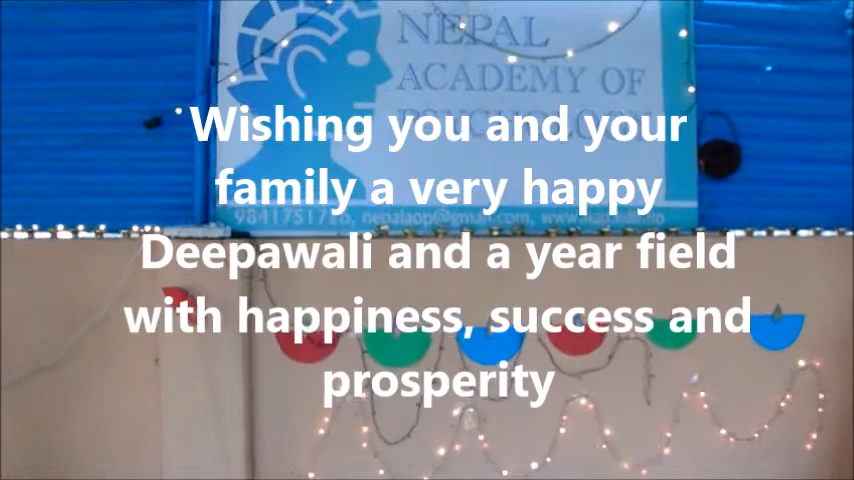 NEPAL
ACADEMY OF
PSYCHOLOGY
Wishing you and your
family a very happy
Deepawali and a year field
with happiness, success and
prosperity